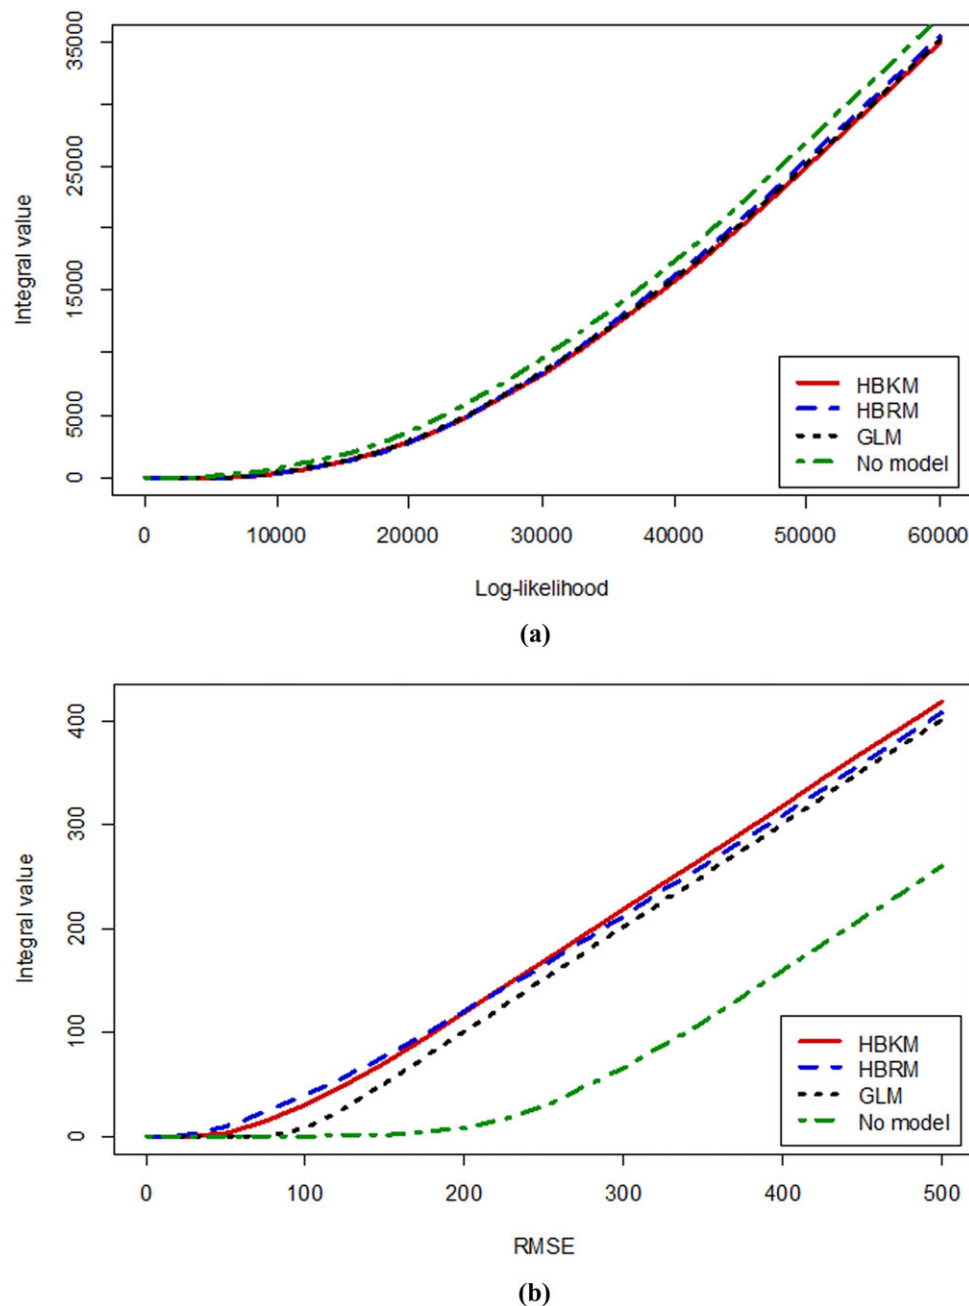 Integral value
35000
25000
15000
5000
0
HBKM
HBRM
GLM
No model
0 10000 20000 30000 40000 50000 60000
Log-likelihood
(a)
Integral value
400
300
200
100
0
HBKM
HBRM
GLM
No model
0 100 200 300 400 500
RMSE
(b)